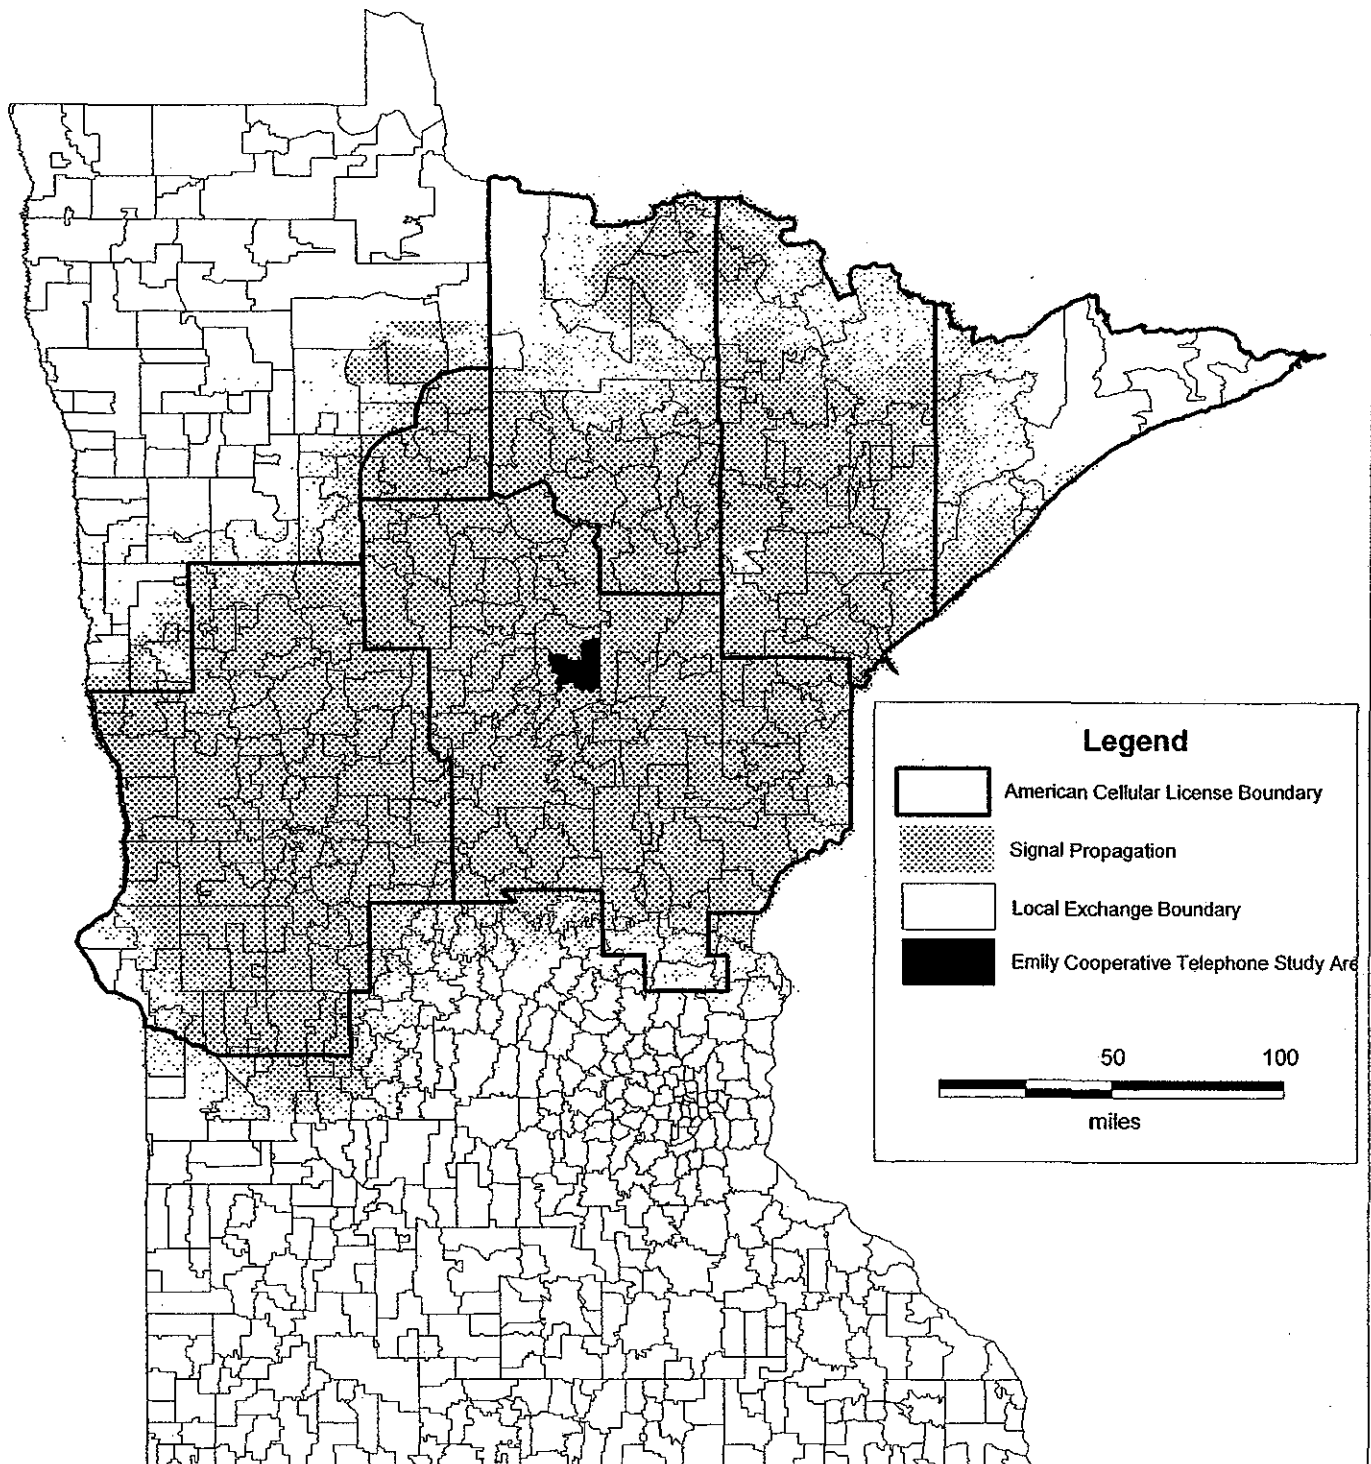 Legend
American Cellular License Boundary
Signal Propagation
Local Exchange Boundary
Emily Cooperative Telephone Study Are
50 100
miles